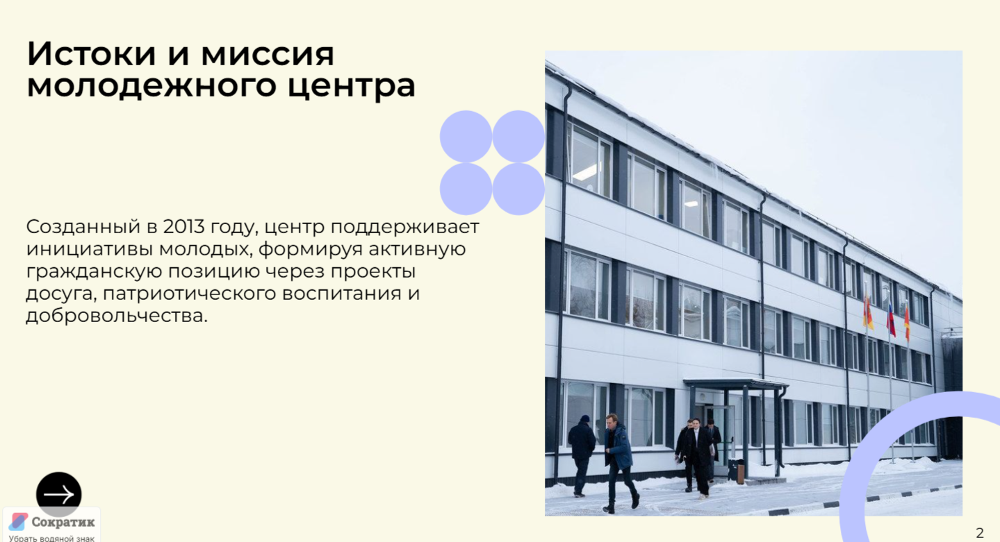 Истоки и миссия
молодежного центра
Созданный в 2013 году, центр поддерживает
инициативы молодых, формируя активную
гражданскую позицию через проекты
досуга, патриотического воспитания и
добровольчества.
Сократик
Убрать водяной знак
2